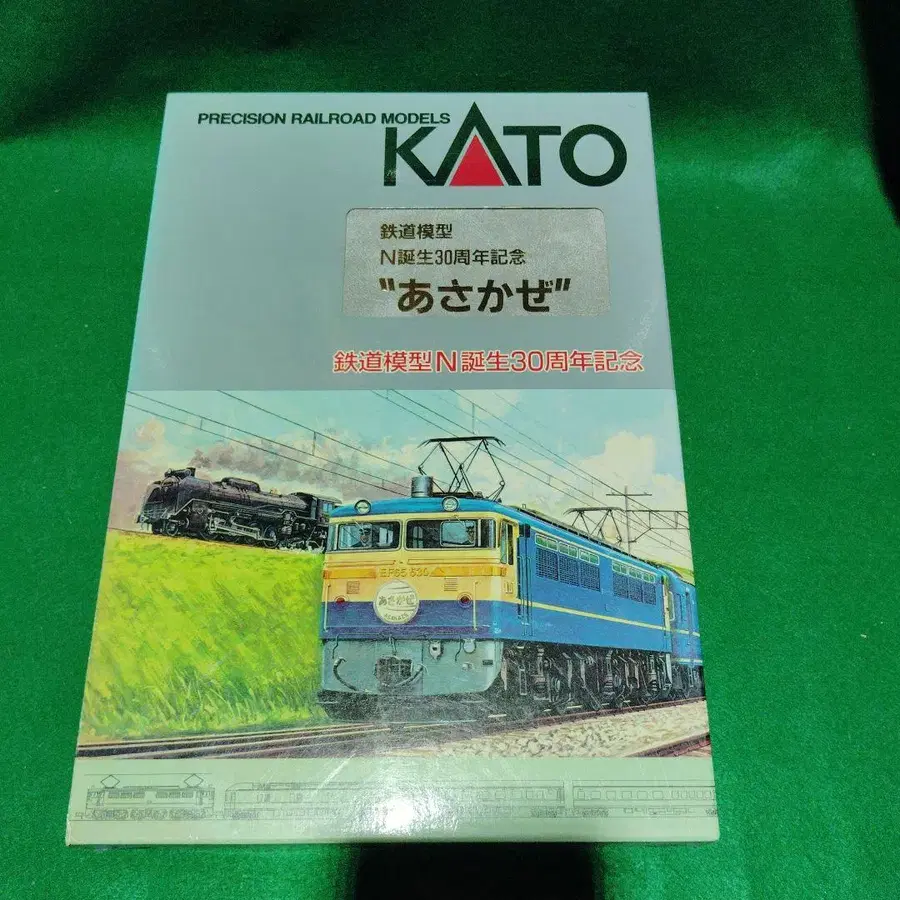 PRECISION RAILROAD MODELS
KATO
鉄道模型
N誕生30周年記念
"あさかぜ"
鉄道模型N誕生30周年記念
EF65 530
あさかぜ